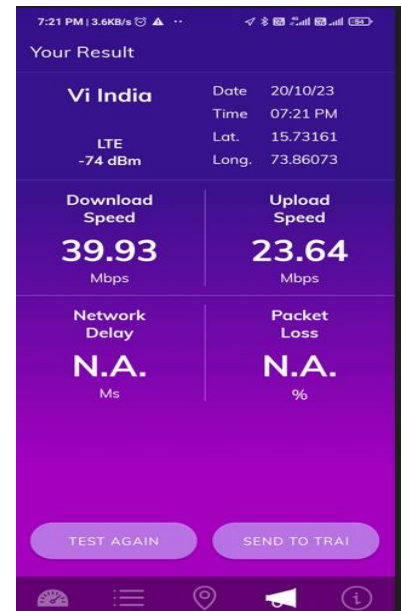 7:21 PM | 3.6KB/s
54
Your Result
Vi India
LTE
-74 dBm
Date 20/10/23
Time 07:21 PM
Lat. 15.73161
Long. 73.86073
Download
Speed
39.93
Mbps
Upload
Speed
23.64
Mbps
Network
Delay
N.A.
Ms
Packet
Loss
N.A.
%
TEST AGAIN
SEND TO TRAI